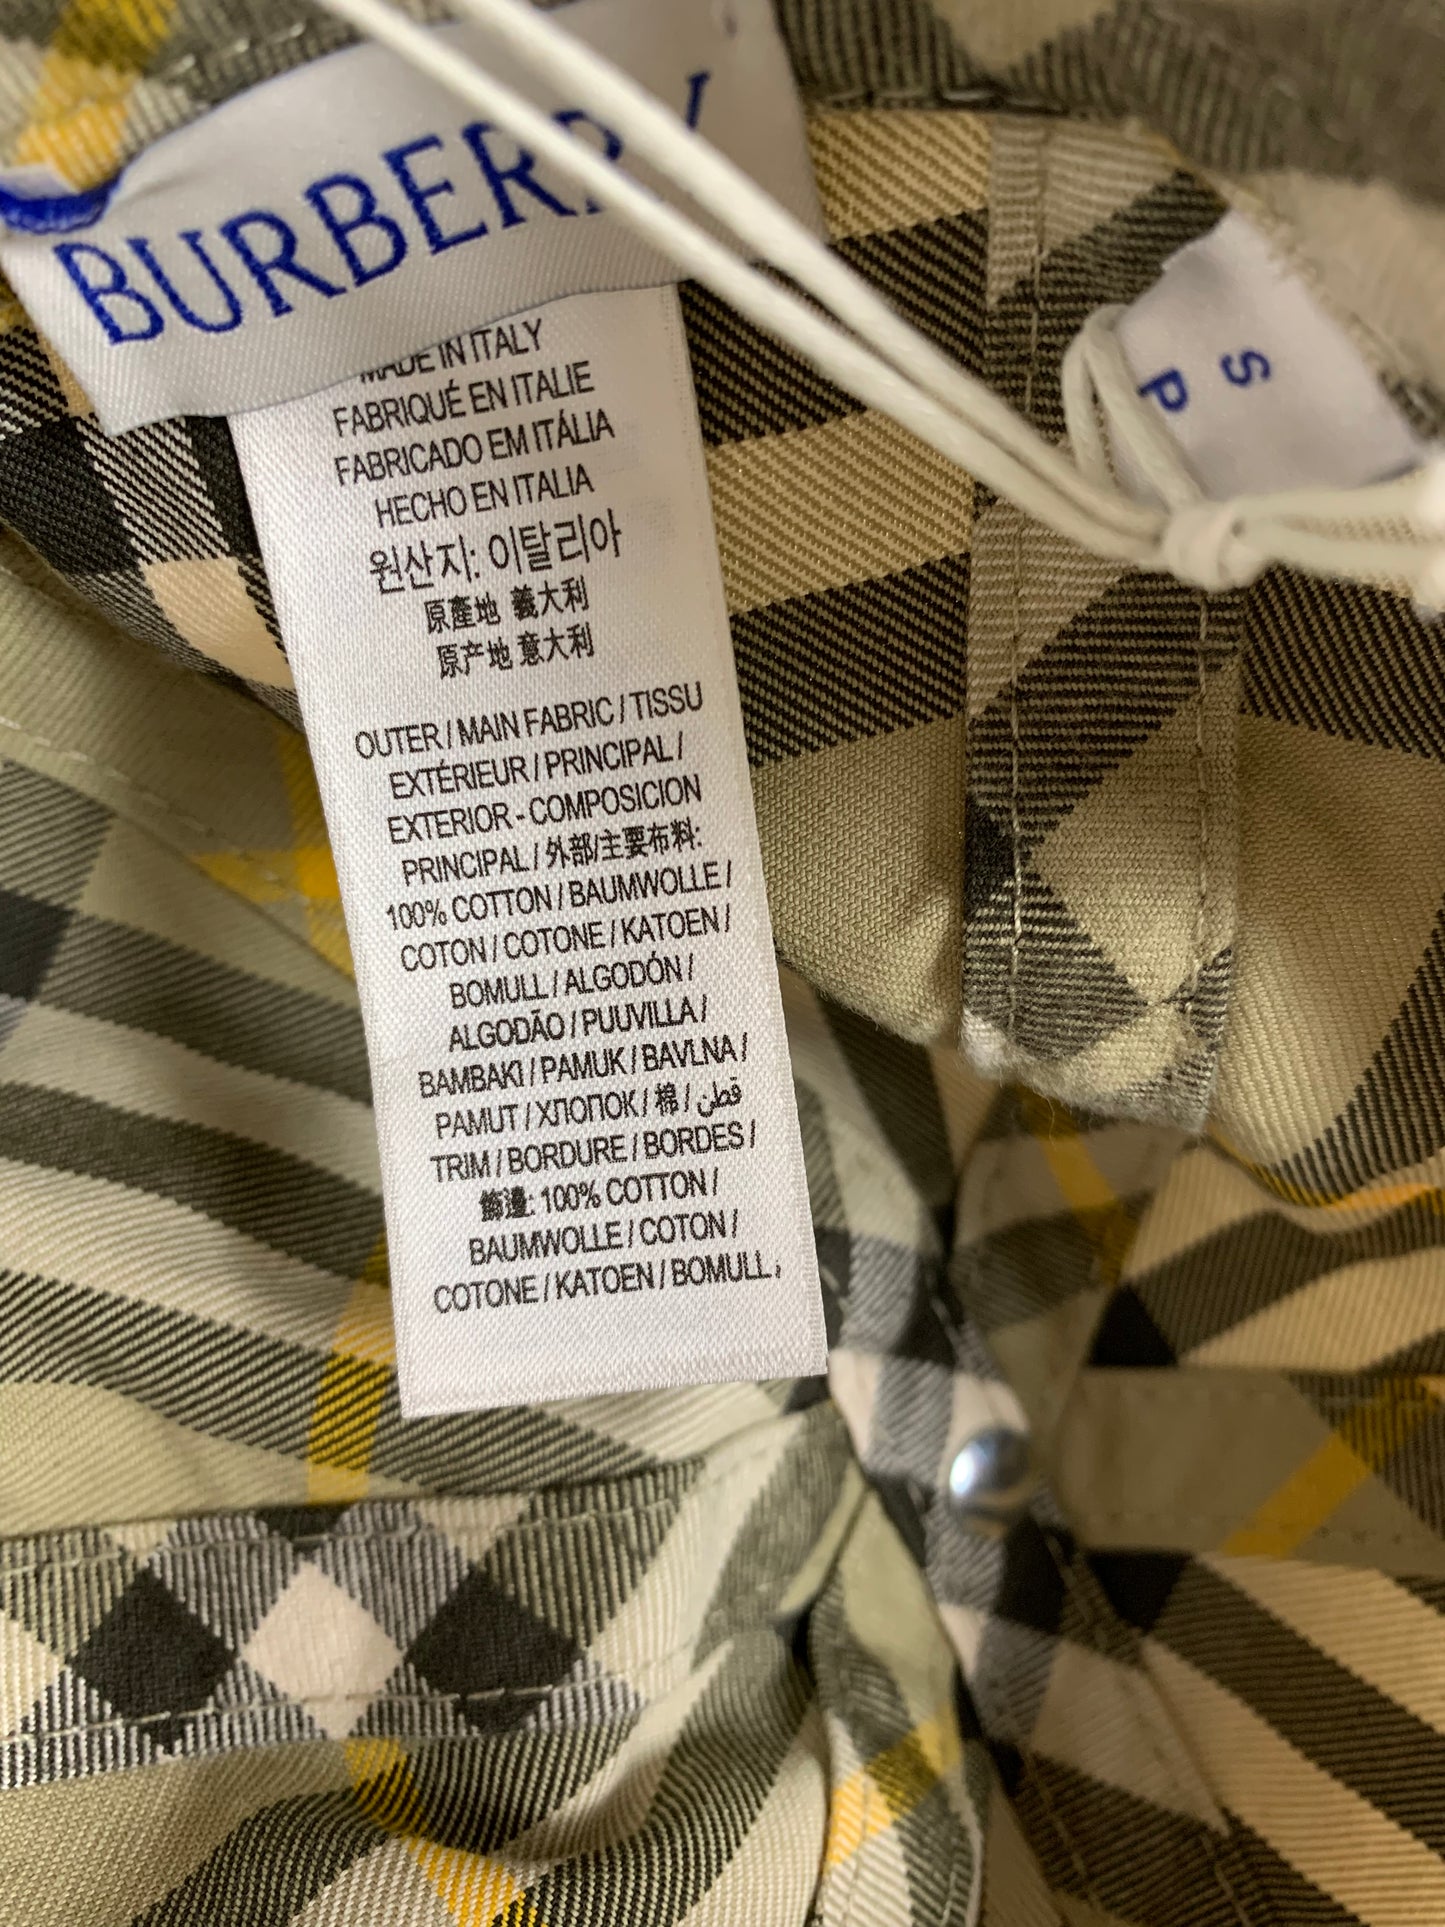 BURBERRY
S
P
MADE IN ITALY
FABRIQUÉ EN ITALIE
FABRICADO EM ITÁLIA
HECHO EN ITALIA
원산지: 이탈리아
原產地 義大利
原产地 意大利
OUTER / MAIN FABRIC / TISSU
EXTÉRIEUR / PRINCIPAL /
EXTERIOR - COMPOSICION
PRINCIPAL / 外部/主要布料:
100% COTTON / BAUMWOLLE /
COTON / COTONE / KATOEN /
BOMULL / ALGODÓN /
ALGODÃO / PUUVILLA /
BAMBAKI / PAMUK / BAVLNA /
PAMUT / ХЛОПОК / 棉 / قطن
TRIM / BORDURE / BORDES /
飾邊: 100% COTTON /
BAUMWOLLE / COTON /
COTONE / KATOEN / BOMULL ,